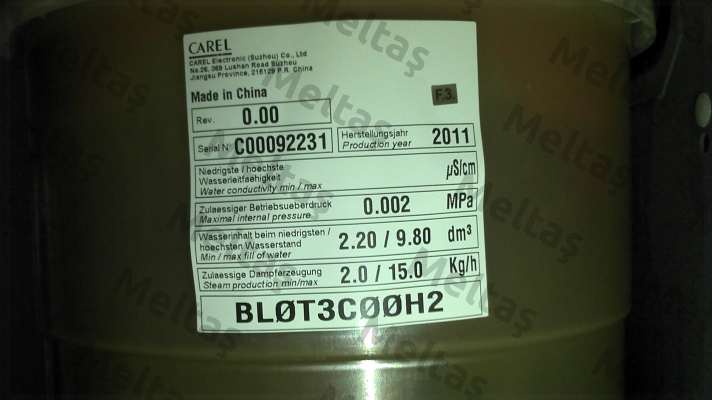 CAREL
CAREL Electronic (Suzhou) Co., Ltd
No.26, 369 Lushan Road Suzhou
Jiangsu Province, 215129 P.R. China
Made in China
F.3.
Rev. 0.00
Serial N° C00092231
Herstellungsjahr
Production year
2011
Niedrigste / hoechste
Wasserleitfaehigkeit
Water conductivity min / max
µS/cm
Zulaessiger Betriebsueberdruck
Maximal internal pressure
0.002 MPa
Wasserinhalt beim niedrigsten /
hoechsten Wasserstand
Min / max fill of water
2.20 / 9.80 dm³
Zulaessige Dampferzeugung
Steam production min/max
2.0 / 15.0 Kg/h
BLØT3CØØH2
Meltaş